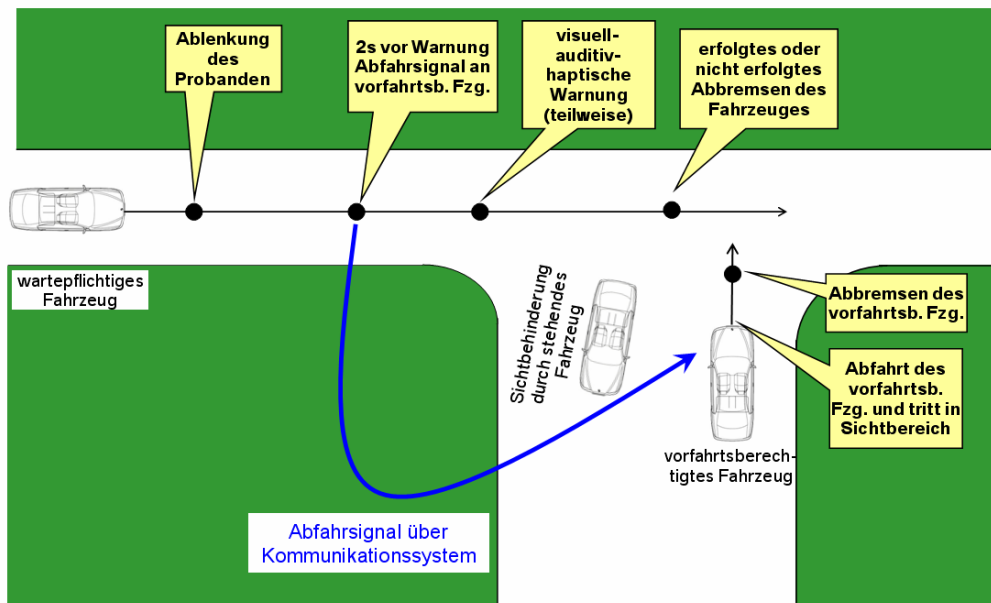 Ablenkung
des
Probanden
2s vor Warnung
Abfahrsignal an
vorfahrtsb. Fzg.
visuell-
auditiv-
haptische
Warnung
(teilweise)
erfolgtes oder
nicht erfolgtes
Abbremsen des
Fahrzeuges
wartepflichtiges
Fahrzeug
Sichtbehinderung
durch stehendes
Fahrzeug
Abbremsen des
vorfahrtsb. Fzg.
Abfahrt des
vorfahrtsb.
Fzg. und tritt in
Sichtbereich
vorfahrtsberech-
tigtes Fahrzeug
Abfahrsignal über
Kommunikationssystem